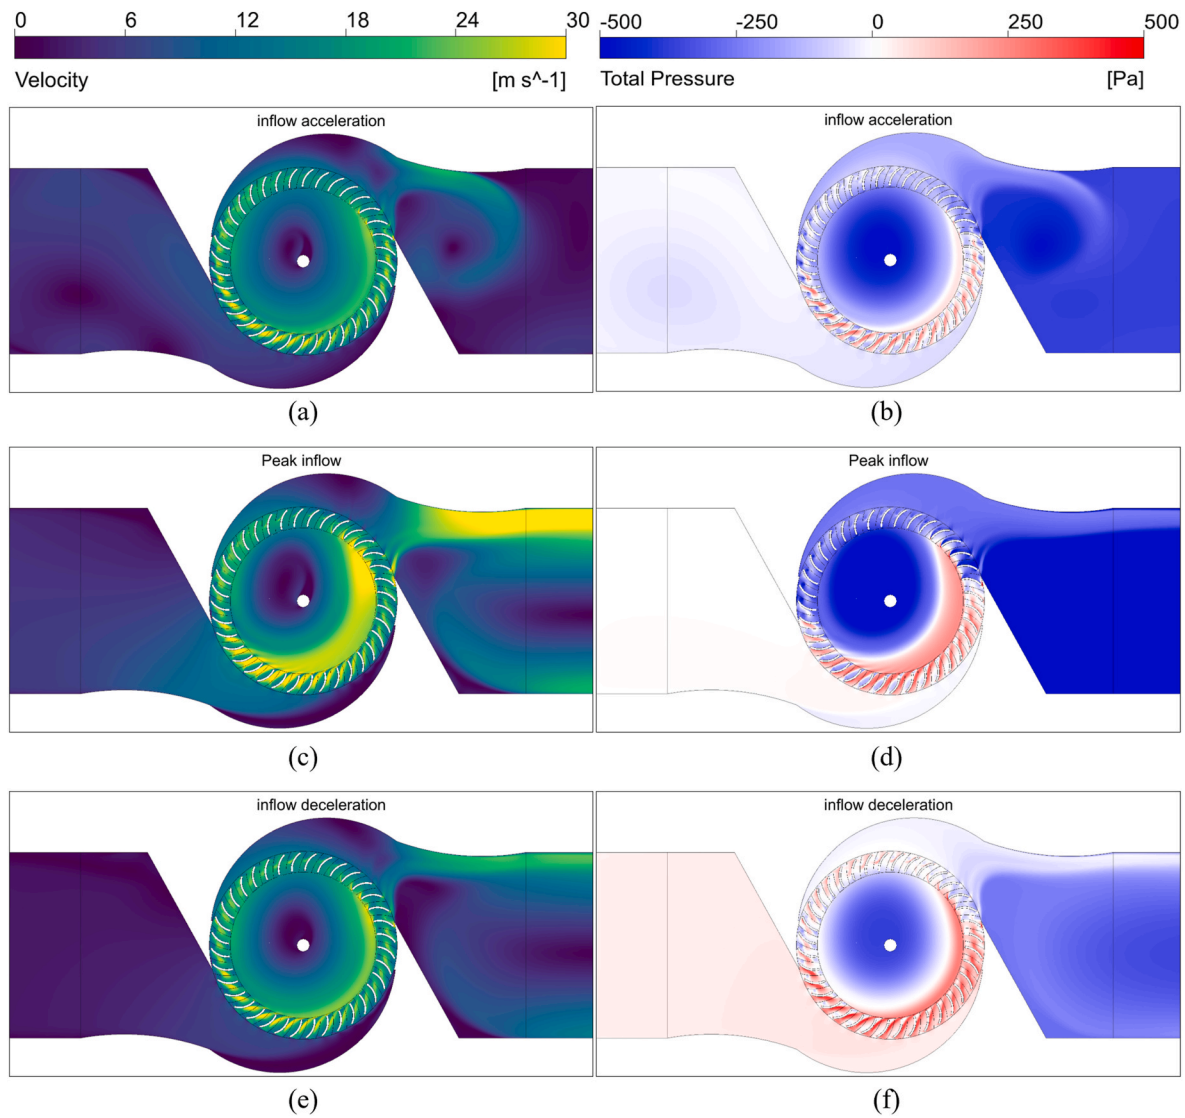 0 6 12 18 24 30
Velocity [m s^-1]
-500 -250 0 250 500
Total Pressure [Pa]
inflow acceleration
inflow acceleration
(a)
(b)
Peak inflow
Peak inflow
(c)
(d)
inflow deceleration
inflow deceleration
(e)
(f)